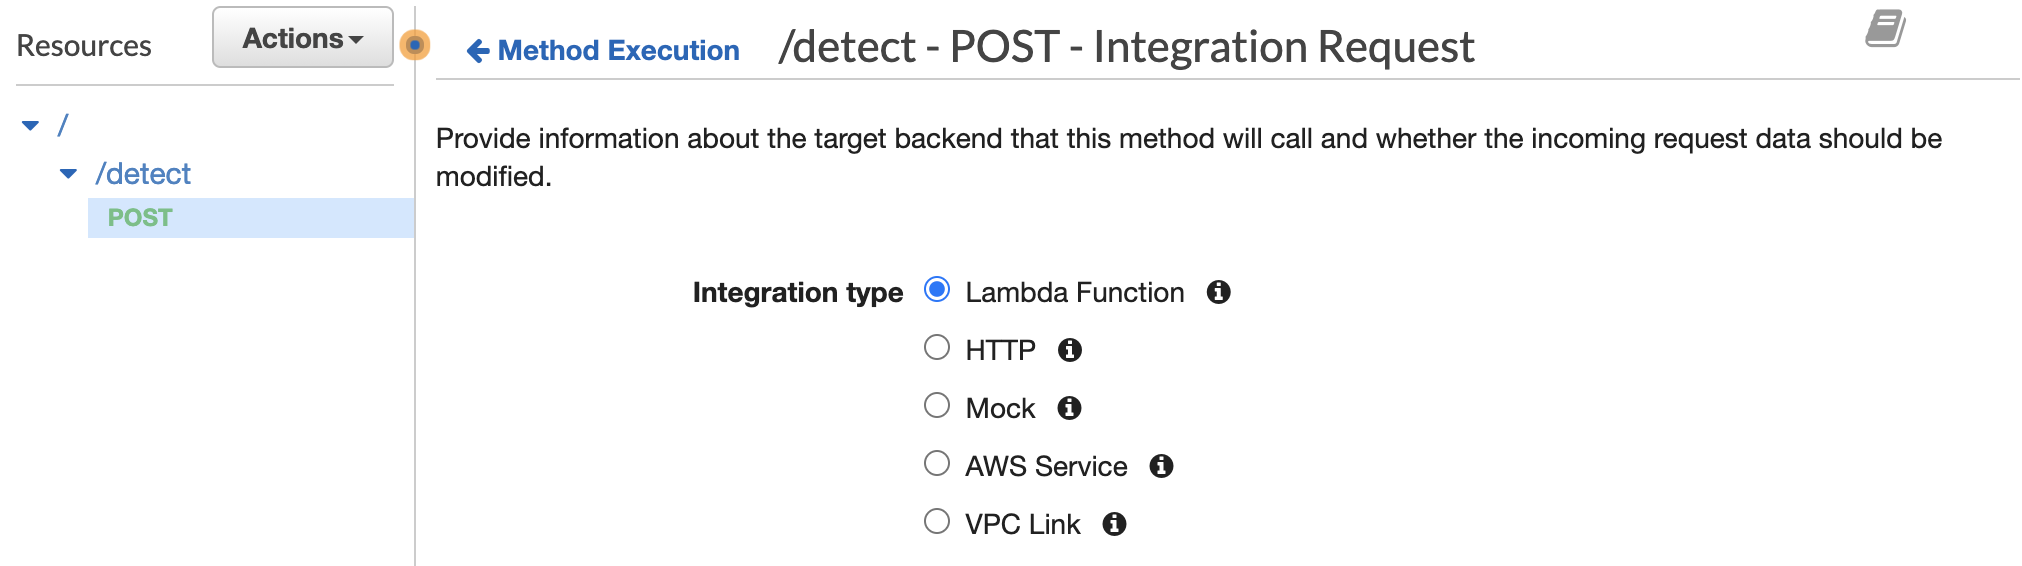 Resources
Actions
Method Execution
/detect - POST - Integration Request
/
/detect
POST
Provide information about the target backend that this method will call and whether the incoming request data should be
modified.
Integration type
Lambda Function
HTTP
Mock
AWS Service
VPC Link